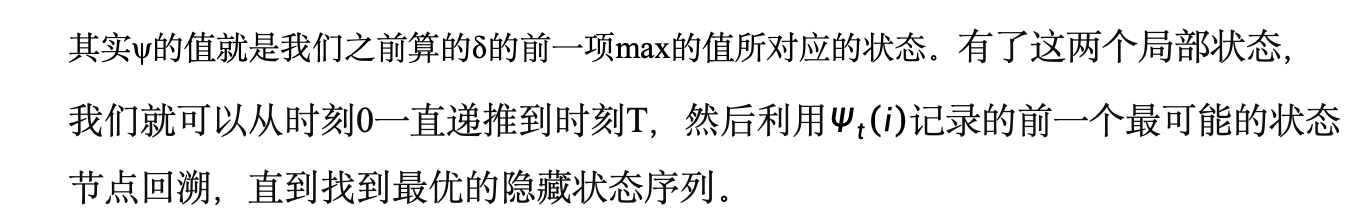 其实ψ的值就是我们之前算的δ的前一项max的值所对应的状态。有了这两个局部状态，
我们就可以从时刻0一直递推到时刻T，然后利用Ψt(i)记录的前一个最可能的状态
节点回溯，直到找到最优的隐藏状态序列。